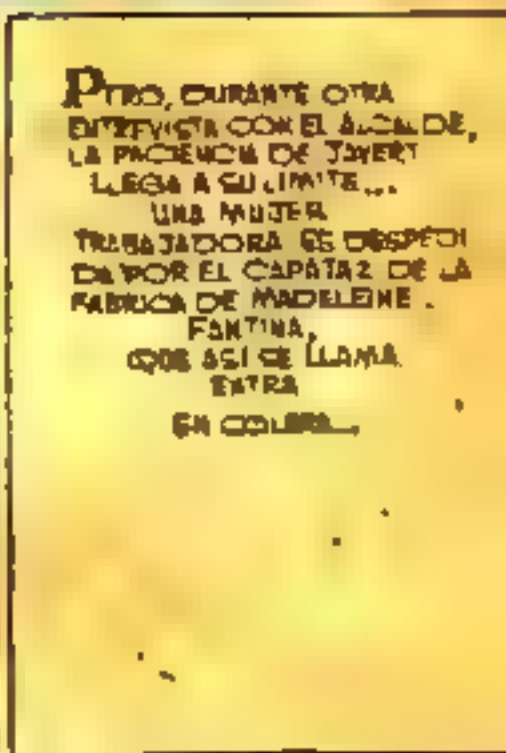 PERO, DURANTE OTRA
ENTREVISTA CON EL ALCALDE,
LA PACIENCIA DE JAVERT
LLEGA A SU LIMITE...
UNA MUJER
TRABAJADORA ES DESPEDI
DA POR EL CAPATAZ DE LA
FABRICA DE MADELEINE.
FANTINA,
QUE ASI SE LLAMA
ENTRA
EN COLERA...